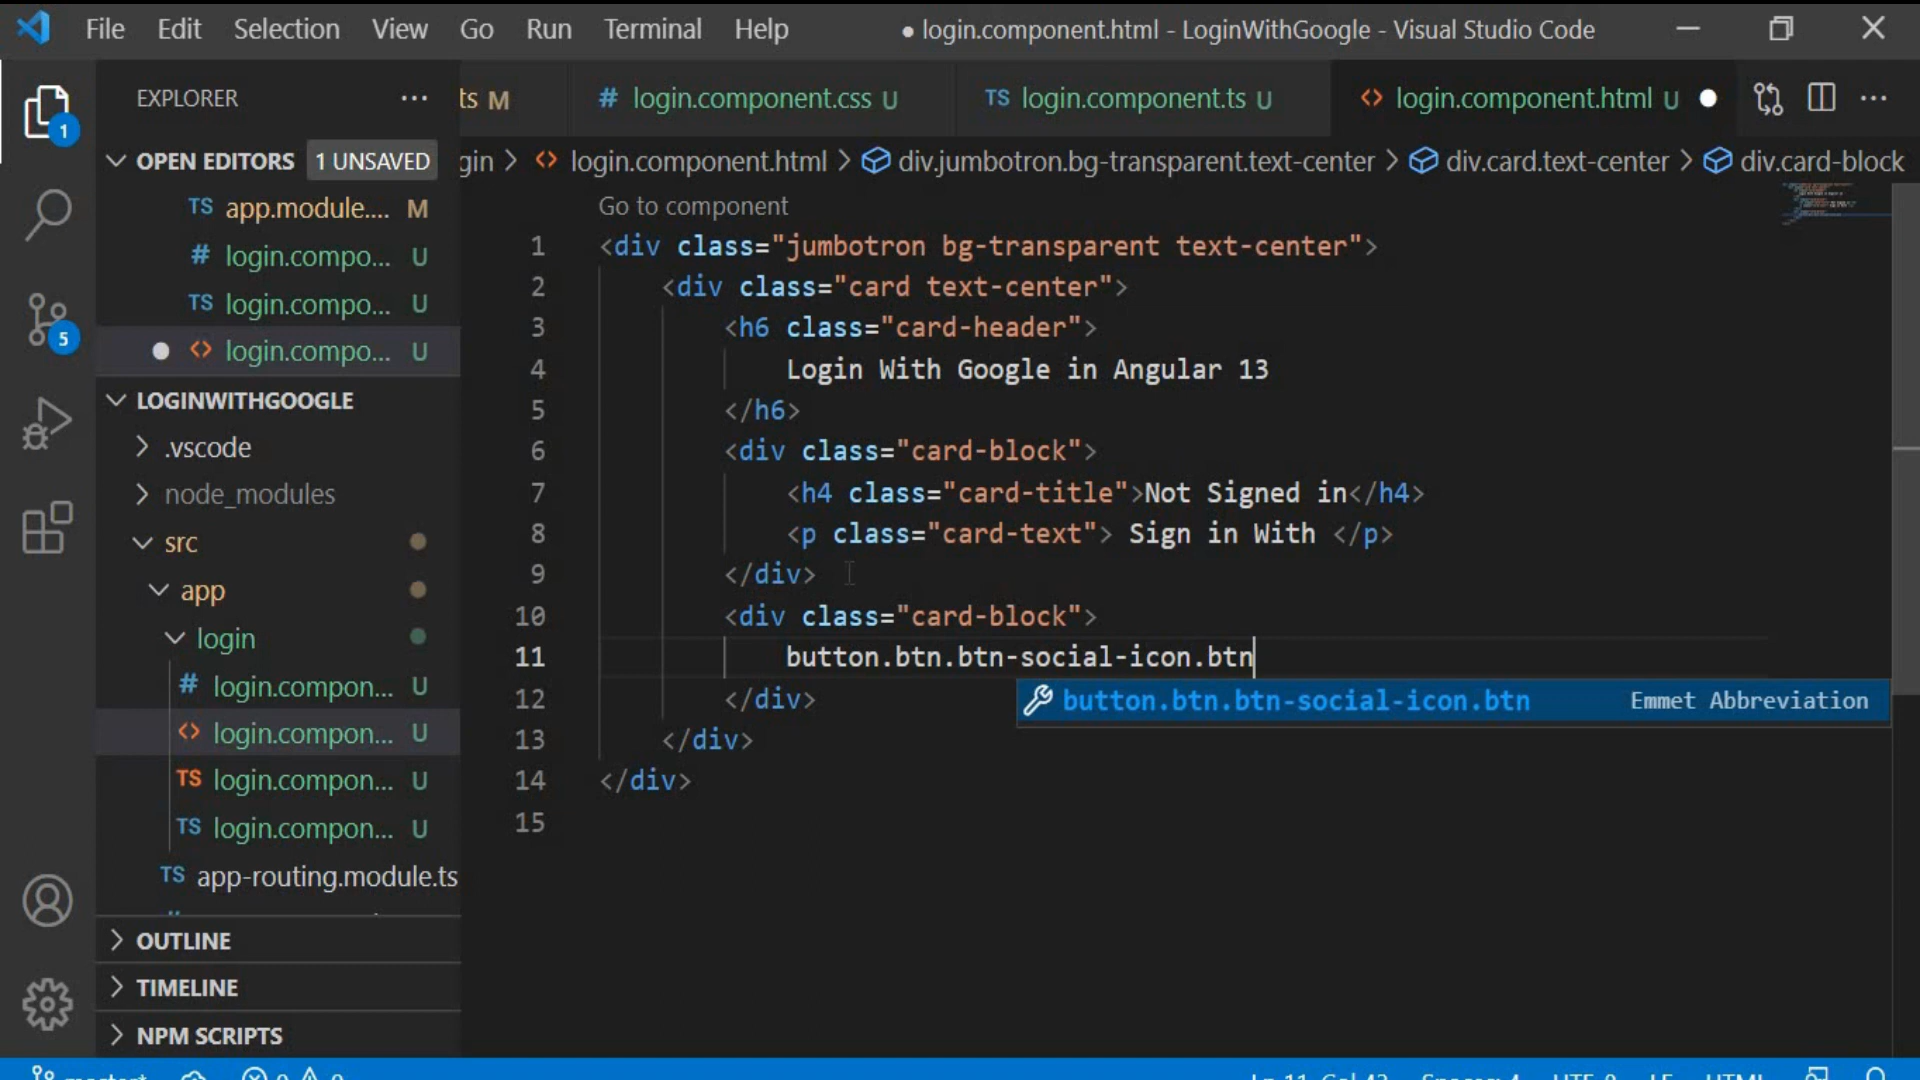 File Edit Selection View Go Run Terminal Help ● login.component.html - LoginWithGoogle - Visual Studio Code
EXPLORER ···
ts M # login.component.css U TS login.component.ts U <> login.component.html U ● ···
OPEN EDITORS 1 UNSAVED
gin > <> login.component.html > div.jumbotron.bg-transparent.text-center > div.card.text-center > div.card-block
TS app.module.... M
# login.compo... U
TS login.compo... U
● <> login.compo... U
LOGINWITHGOOGLE
.vscode
node_modules
src
app
login
# login.compon... U
<> login.compon... U
TS login.compon... U
TS login.compon... U
TS app-routing.module.ts
OUTLINE
TIMELINE
NPM SCRIPTS
1
5
Go to component
1 <div class="jumbotron bg-transparent text-center">
2 <div class="card text-center">
3 <h6 class="card-header">
4 Login With Google in Angular 13
5 </h6>
6 <div class="card-block">
7 <h4 class="card-title">Not Signed in</h4>
8 <p class="card-text"> Sign in With </p>
9 </div>
10 <div class="card-block">
11 button.btn.btn-social-icon.btn
button.btn.btn-social-icon.btn Emmet Abbreviation
12 </div>
13 </div>
14 </div>
15